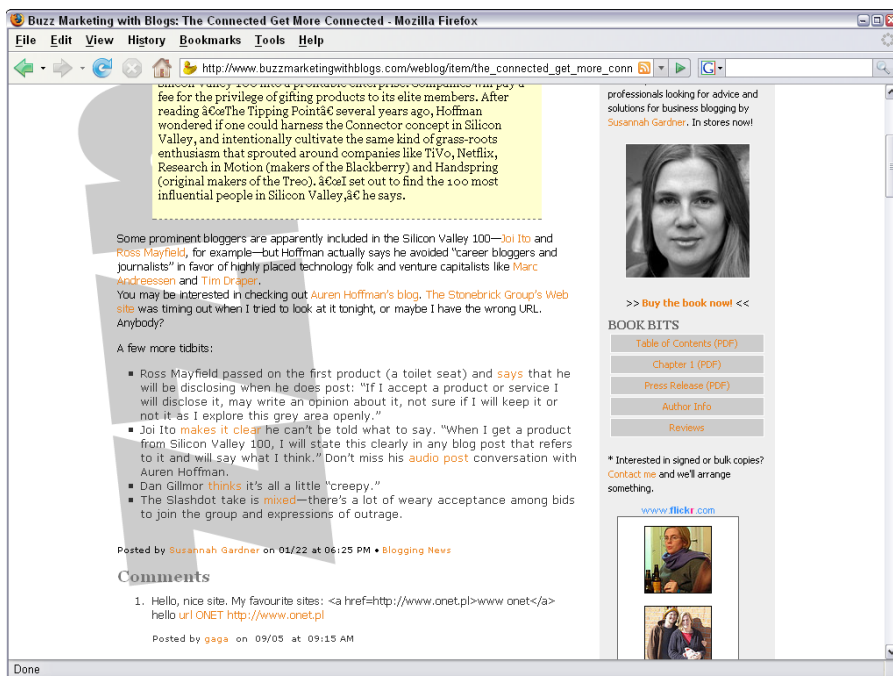 Buzz Marketing with Blogs: The Connected Get More Connected - Mozilla Firefox
File Edit View History Bookmarks Tools Help
http://www.buzzmarketingwithblogs.com/weblog/item/the_connected_get_more_conn
G
Silicon Valley 100 into a profitable enterprise. Companies will pay a
fee for the privilege of gifting products to its elite members. After
reading â€œThe Tipping Pointâ€ several years ago, Hoffman
wondered if one could harness the Connector concept in Silicon
Valley, and intentionally cultivate the same kind of grass-roots
enthusiasm that sprouted around companies like TiVo, Netflix,
Research in Motion (makers of the Blackberry) and Handspring
(original makers of the Treo). â€œI set out to find the 100 most
influential people in Silicon Valley,â€ he says.
Some prominent bloggers are apparently included in the Silicon Valley 100—Joi Ito and
Ross Mayfield, for example—but Hoffman actually says he avoided "career bloggers and
journalists" in favor of highly placed technology folk and venture capitalists like Marc
Andreessen and Tim Draper.
You may be interested in checking out Auren Hoffman's blog. The Stonebrick Group's Web
site was timing out when I tried to look at it tonight, or maybe I have the wrong URL.
Anybody?
A few more tidbits:
Ross Mayfield passed on the first product (a toilet seat) and says that he
will be disclosing when he does post: "If I accept a product or service I
will disclose it, may write an opinion about it, not sure if I will keep it or
not it as I explore this grey area openly."
Joi Ito makes it clear he can't be told what to say. "When I get a product
from Silicon Valley 100, I will state this clearly in any blog post that refers
to it and will say what I think." Don't miss his audio post conversation with
Auren Hoffman.
Dan Gillmor thinks it's all a little "creepy."
The Slashdot take is mixed—there's a lot of weary acceptance among bids
to join the group and expressions of outrage.
Posted by Susannah Gardner on 01/22 at 06:25 PM • Blogging News
Comments
1. Hello, nice site. My favourite sites: <a href=http://www.onet.pl>www onet</a>
hello url ONET http://www.onet.pl
Posted by gaga on 09/05 at 09:15 AM
professionals looking for advice and
solutions for business blogging by
Susannah Gardner. In stores now!
>> Buy the book now! <<
BOOK BITS
Table of Contents (PDF)
Chapter 1 (PDF)
Press Release (PDF)
Author Info
Reviews
* Interested in signed or bulk copies?
Contact me and we'll arrange
something.
www.flickr.com
Done